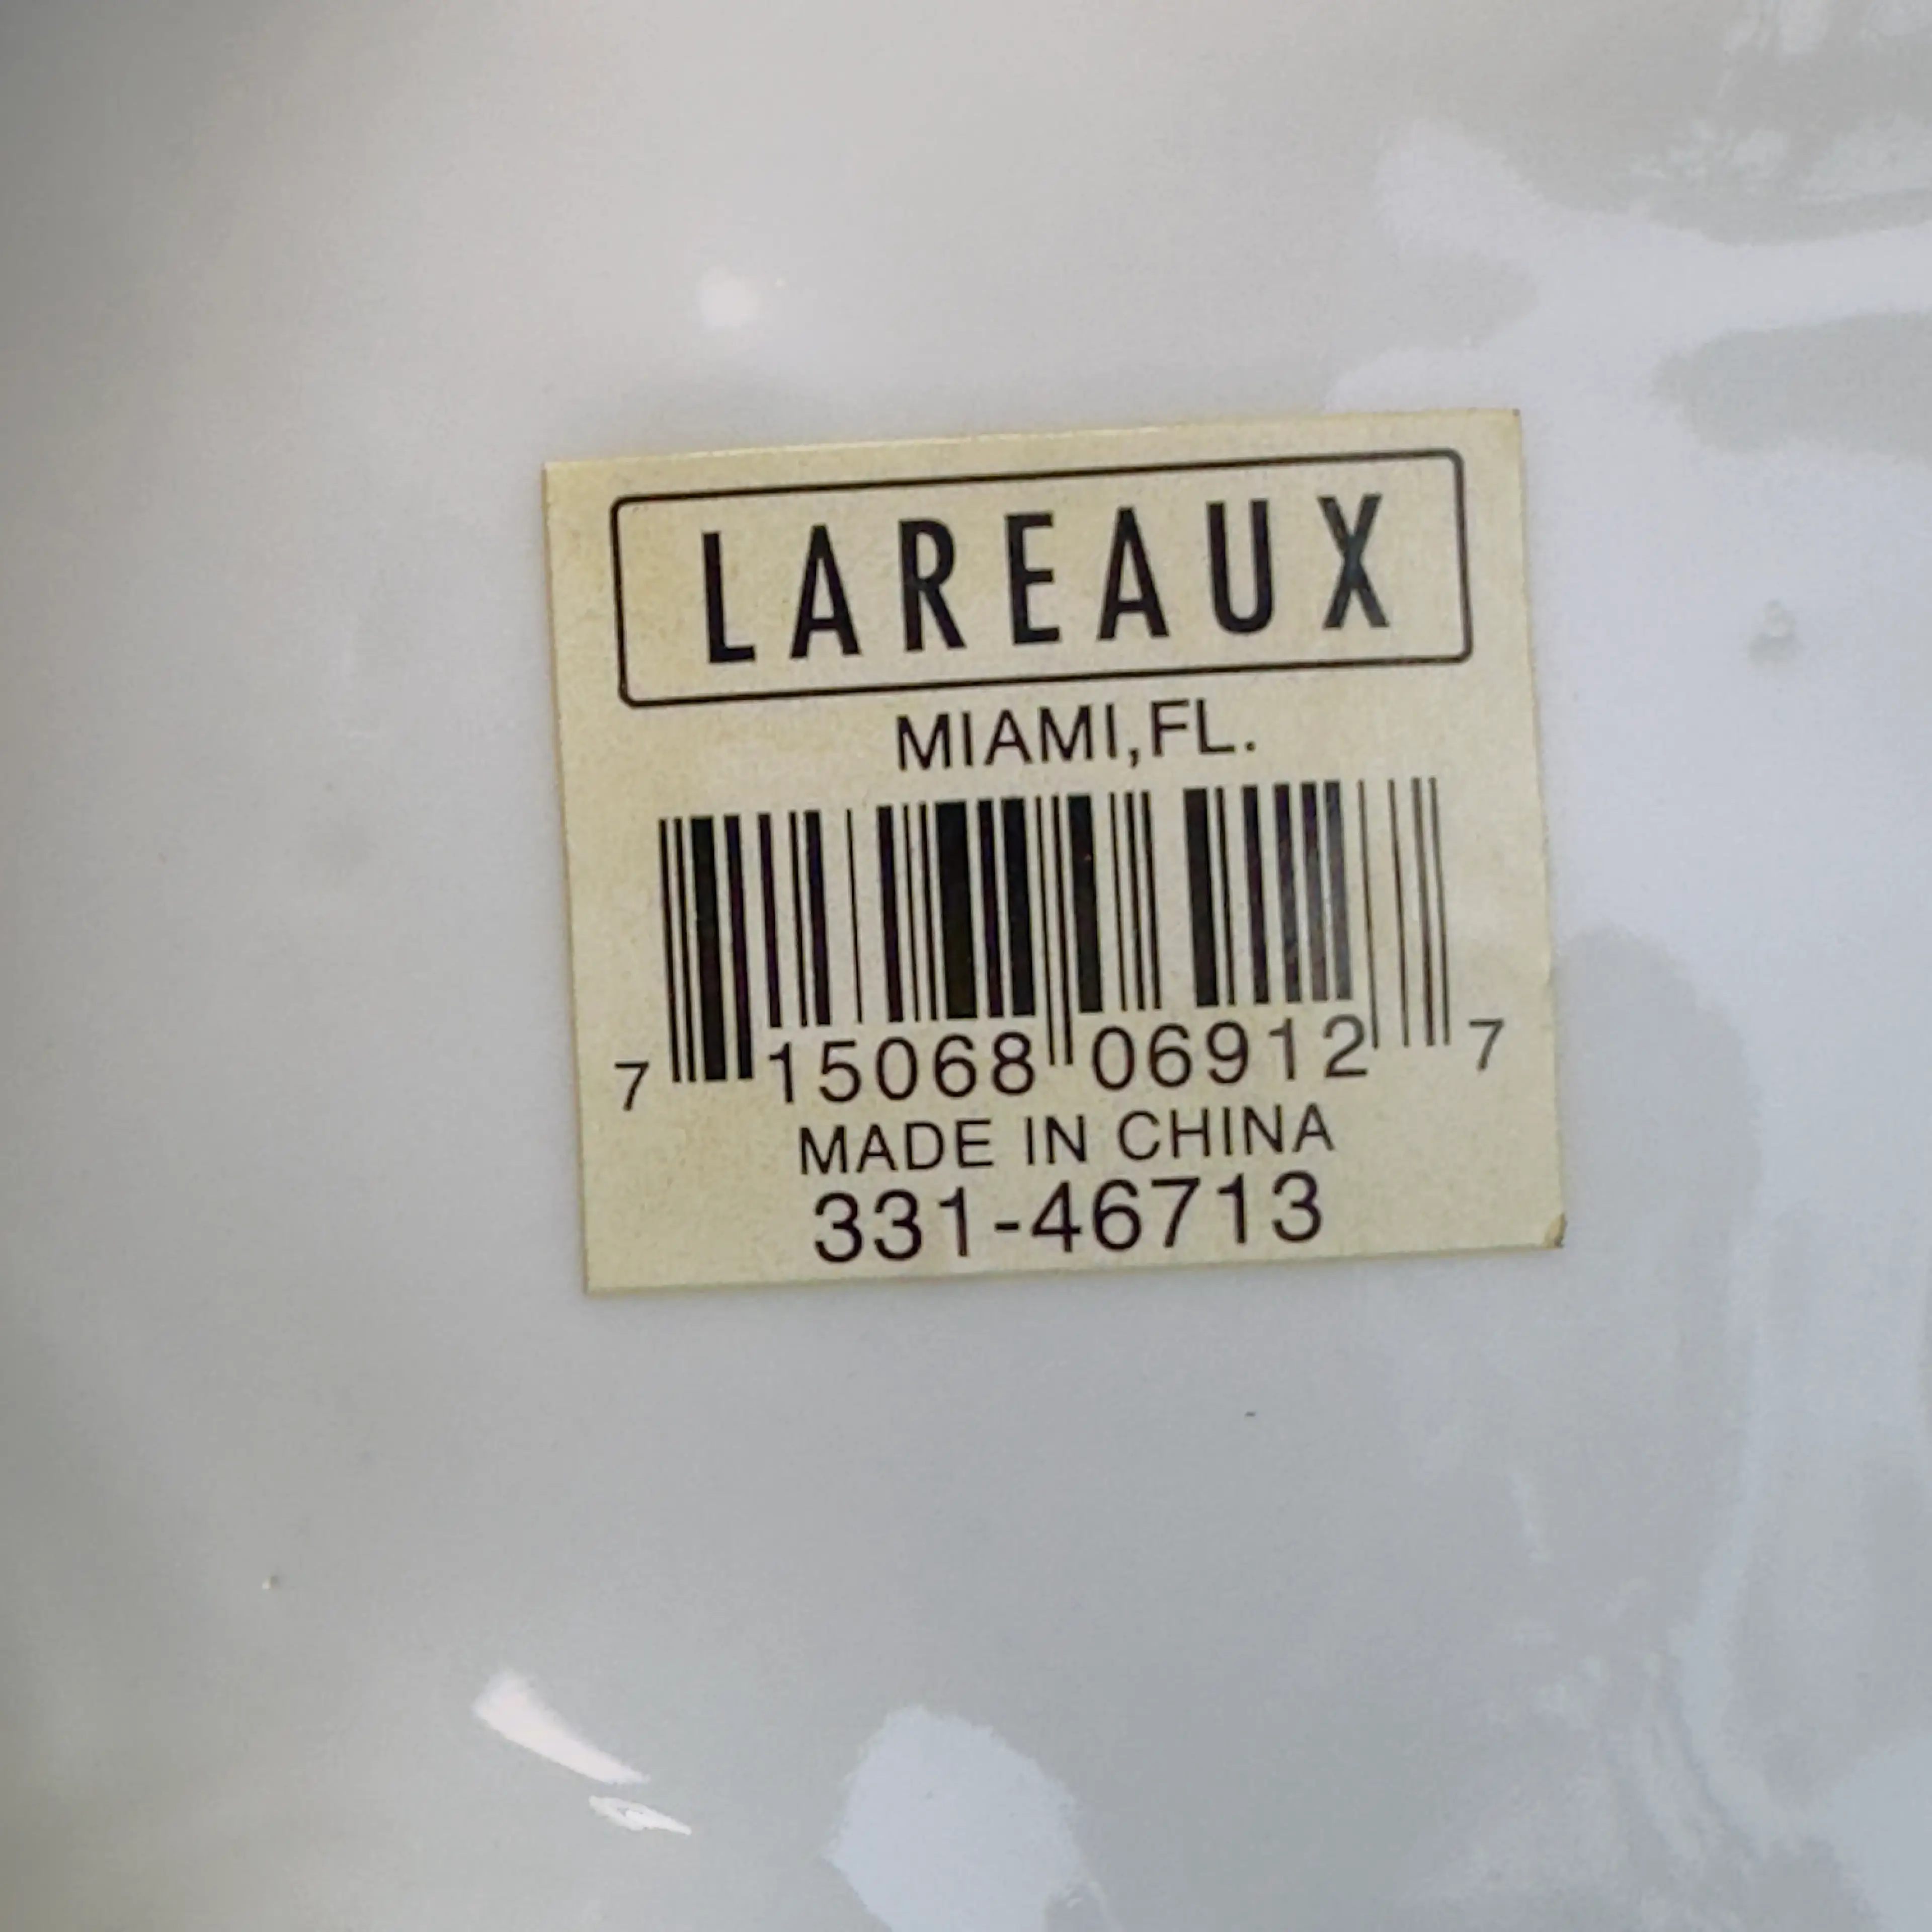 LAREAUX
MIAMI,FL.
7 15068 06912 7
MADE IN CHINA
331-46713